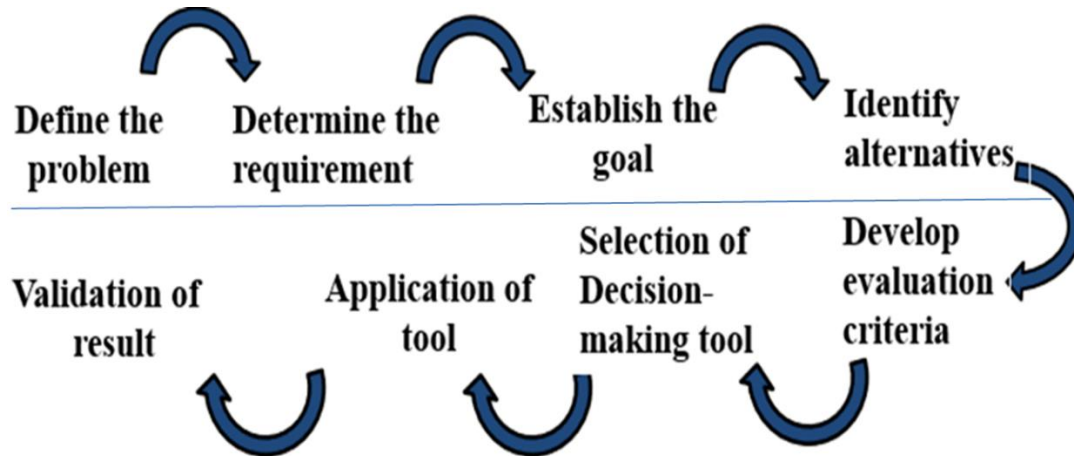 Define the
problem
Determine the
requirement
Establish the
goal
Identify
alternatives
Develop
evaluation
criteria
Selection of
Decision-
making tool
Application of
tool
Validation of
result